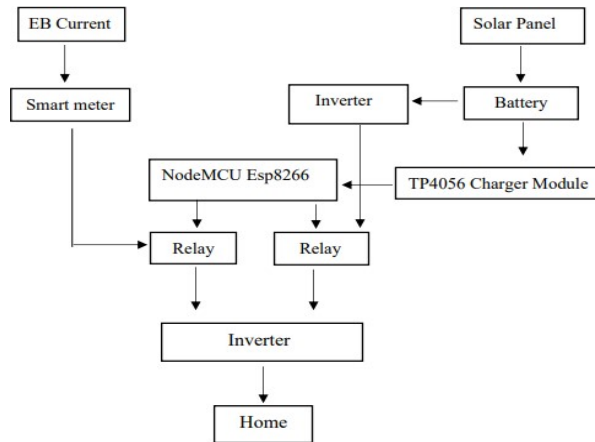 EB Current
Solar Panel
Smart meter
Inverter
Battery
NodeMCU Esp8266
TP4056 Charger Module
Relay
Relay
Inverter
Home